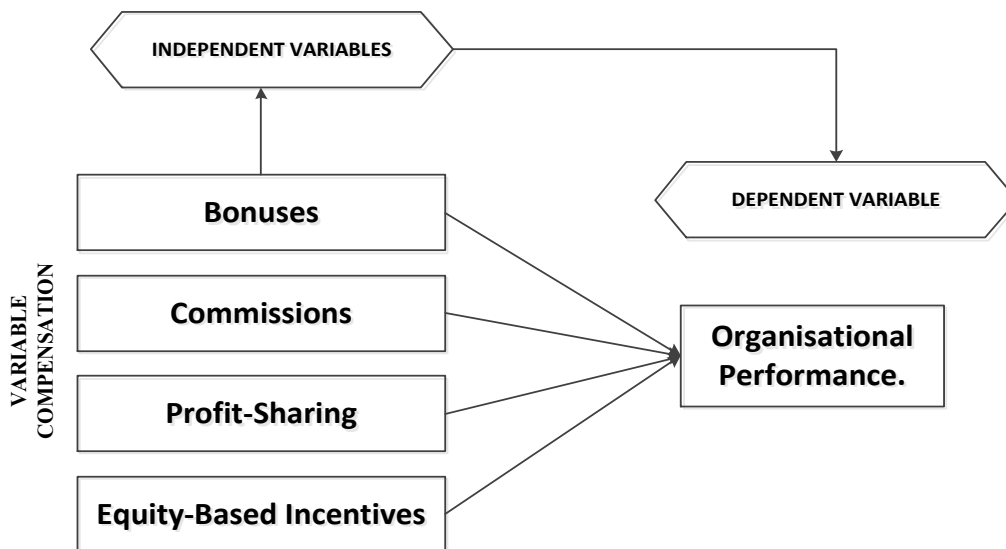 INDEPENDENT VARIABLES
DEPENDENT VARIABLE
VARIABLE
COMPENSATION
Bonuses
Commissions
Profit-Sharing
Equity-Based Incentives
Organisational
Performance.